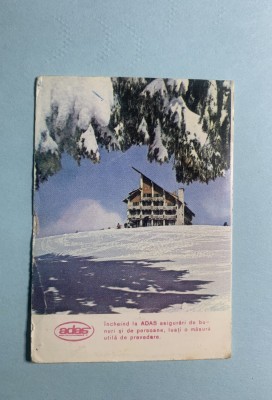 adas
Încheind la ADAS asigurări de bu-
nuri și de persoane, luați o măsură
utilă de prevedere.